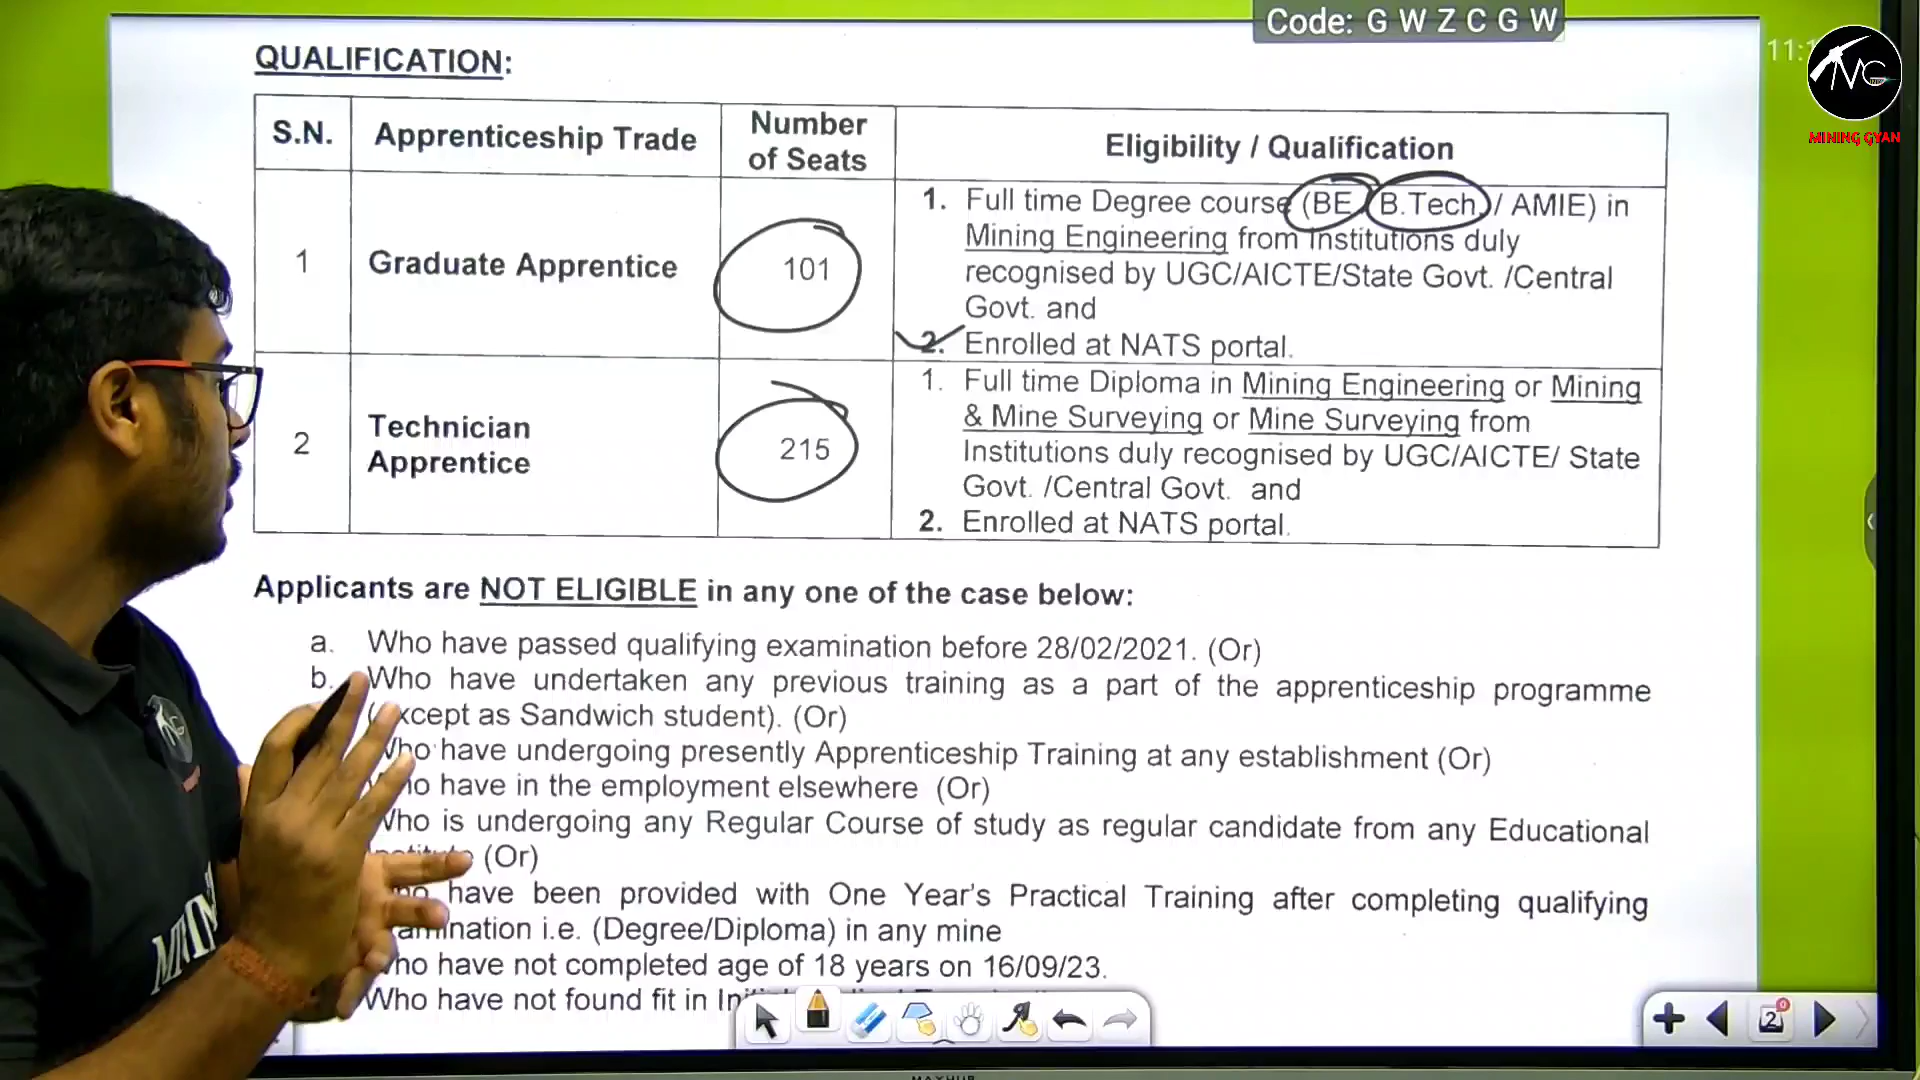 Code: G W Z C G W
11:1
MINING GYAN
QUALIFICATION:
S.N.
Apprenticeship Trade
Number of Seats
Eligibility / Qualification
1
Graduate Apprentice
101
1. Full time Degree course (BE / B.Tech. / AMIE) in
Mining Engineering from Institutions duly
recognised by UGC/AICTE/State Govt. /Central
Govt. and
2. Enrolled at NATS portal.
2
Technician
Apprentice
215
1. Full time Diploma in Mining Engineering or Mining
& Mine Surveying or Mine Surveying from
Institutions duly recognised by UGC/AICTE/ State
Govt. /Central Govt. and
2. Enrolled at NATS portal.
Applicants are NOT ELIGIBLE in any one of the case below:
a. Who have passed qualifying examination before 28/02/2021. (Or)
b. Who have undertaken any previous training as a part of the apprenticeship programme
(except as Sandwich student). (Or)
Who have undergoing presently Apprenticeship Training at any establishment (Or)
Who have in the employment elsewhere (Or)
Who is undergoing any Regular Course of study as regular candidate from any Educational
(Or)
have been provided with One Year's Practical Training after completing qualifying
examination i.e. (Degree/Diploma) in any mine
Who have not completed age of 18 years on 16/09/23.
Who have not found fit in
2
MAXHUB